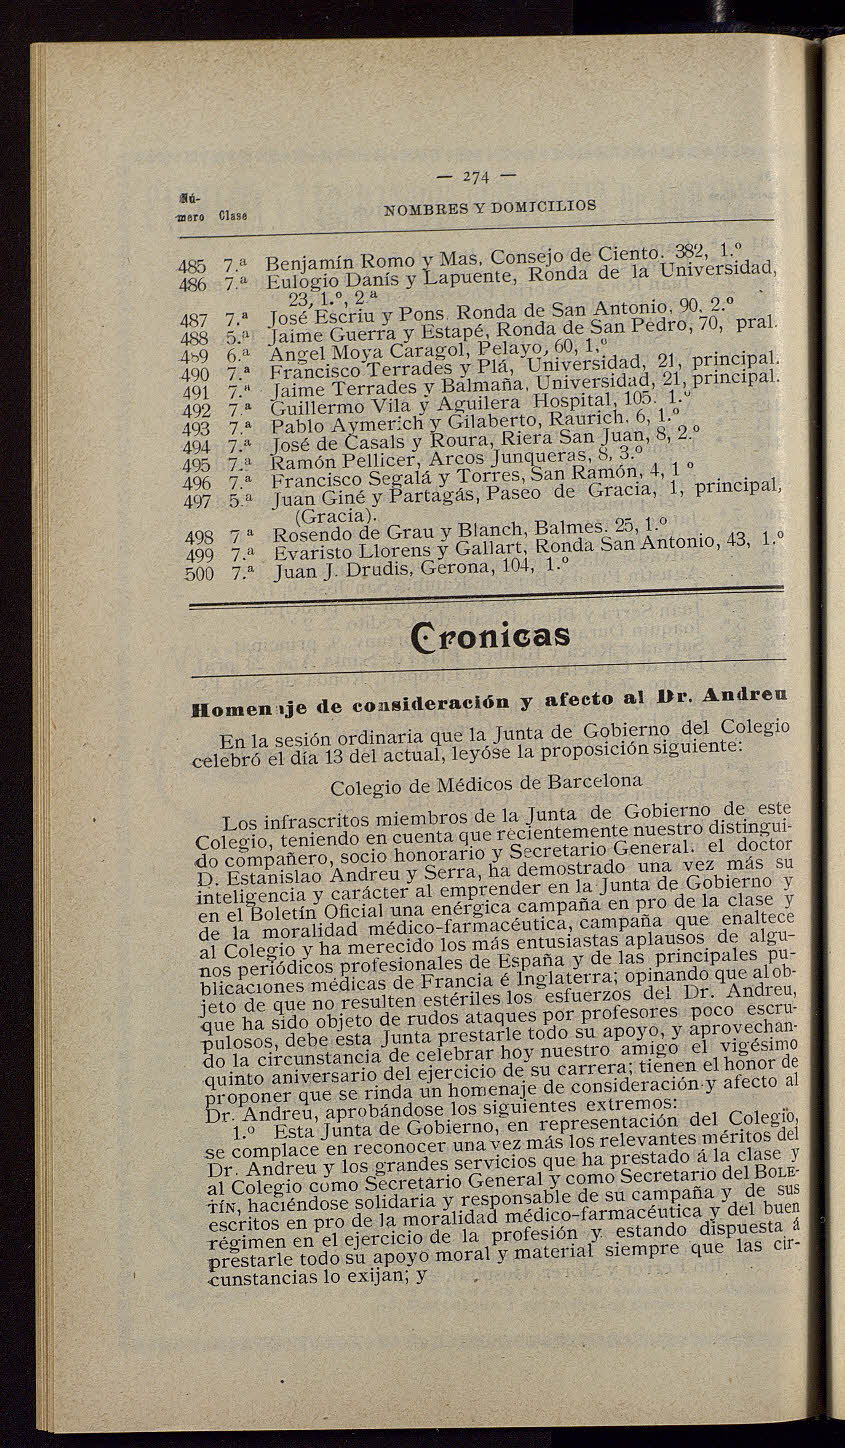 — 274 —
Nú-
mero Clase NOMBRES Y DOMICILIOS
485 7.ª Benjamín Romo y Mas, Consejo de Ciento. 382, 1.º
486 7.ª Eulogio Danís y Lapuente, Ronda de la Universidad,
23, 1.º, 2.ª
487 7.ª José Escriu y Pons. Ronda de San Antonio, 90. 2.º
488 5.ª Jaime Guerra y Estapé, Ronda de San Pedro, 70, pral.
489 6.ª Angel Moya Caragol, Pelayo, 60, 1.º
490 7.ª Francisco Terrades y Plá, Universidad, 21, principal.
491 7.ª Jaime Terrades y Balmaña, Universidad, 21, principal.
492 7.ª Guillermo Vila y Aguilera Hospital, 105. 1.º
493 7.ª Pablo Aymerich y Gilaberto, Raurich, 6, 1.º
494 7.ª José de Casals y Roura, Riera San Juan, 8, 2.º
495 7.ª Ramón Pellicer, Arcos Junqueras, 8, 3.º
496 7.ª Francisco Segalá y Torres, San Ramón, 4, 1 º
497 5.ª Juan Giné y Partagás, Paseo de Gracia, 1, principal,
(Gracia).
498 7 ª Rosendo de Grau y Blanch, Balmes. 25, 1.º
499 7.ª Evaristo Llorens y Gallart, Ronda San Antonio, 43, 1.º
500 7.ª Juan J. Drudis, Gerona, 104, 1.º
Cronicas
Homenaje de consideración y afecto al Dr. Andreu
En la sesión ordinaria que la Junta de Gobierno del Colegio
celebró el día 13 del actual, leyóse la proposición siguiente:
Colegio de Médicos de Barcelona
Los infrascritos miembros de la Junta de Gobierno de este
Colegio, teniendo en cuenta que recientemente nuestro distingui-
do compañero, socio honorario y Secretario General. el doctor
D. Estanislao Andreu y Serra, ha demostrado una vez más su
inteligencia y carácter al emprender en la Junta de Gobierno y
en el Boletín Oficial una enérgica campaña en pro de la clase y
de la moralidad médico-farmacéutica, campaña que enaltece
al Colegio y ha merecido los más entusiastas aplausos de algu-
nos periódicos profesionales de España y de las principales pu-
blicaciones médicas de Francia é Inglaterra; opinando que al ob-
jeto de que no resulten estériles los esfuerzos del Dr. Andreu,
que ha sido objeto de rudos ataques por profesores poco escru-
pulosos, debe esta Junta prestarle todo su apoyo, y aprovechan-
do la circunstancia de celebrar hoy nuestro amigo el vigésimo
quinto aniversario del ejercicio de su carrera; tienen el honor de
proponer que se rinda un homenaje de consideración y afecto al
Dr. Andreu, aprobándose los siguientes extremos:
1.º Esta Junta de Gobierno, en representación del Colegio,
se complace en reconocer una vez más los relevantes méritos del
Dr. Andreu y los grandes servicios que ha prestado á la clase y
al Colegio como Secretario General y como Secretario del BOLE-
TÍN, haciéndose solidaria y responsable de su campaña y de sus
escritos en pro de la moralidad médico-farmacéutica y del buen
régimen en el ejercicio de la profesión y estando dispuesta á
prestarle todo su apoyo moral y material siempre que las cir-
cunstancias lo exijan; y